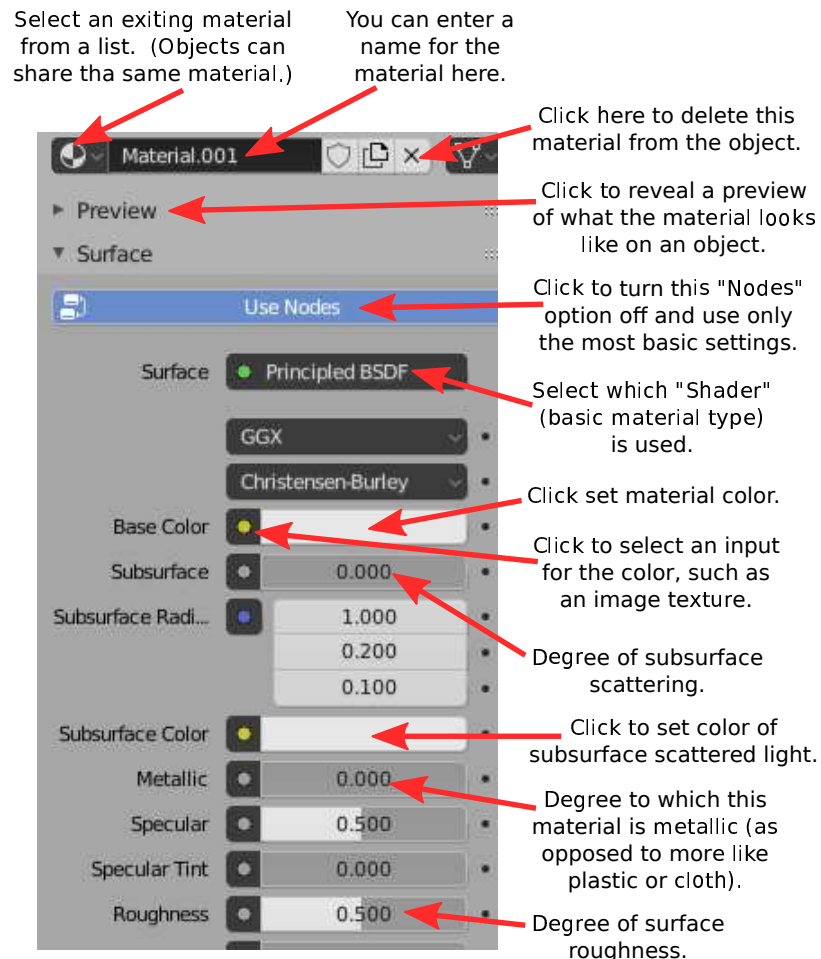 Select an exiting material
from a list.  (Objects can
share tha same material.)
You can enter a
name for the
material here.
Click here to delete this
material from the object.
Material.001
Click to reveal a preview
of what the material looks
like on an object.
Preview
Surface
Click to turn this "Nodes"
option off and use only
the most basic settings.
Use Nodes
Surface
Principled BSDF
Select which "Shader"
(basic material type)
is used.
GGX
Christensen-Burley
Click set material color.
Base Color
Click to select an input
for the color, such as
an image texture.
Subsurface
0.000
Subsurface Radi...
1.000
0.200
0.100
Degree of subsurface
scattering.
Subsurface Color
Click to set color of
subsurface scattered light.
Metallic
0.000
Degree to which this
material is metallic (as
opposed to more like
plastic or cloth).
Specular
0.500
Specular Tint
0.000
Roughness
0.500
Degree of surface
roughness.